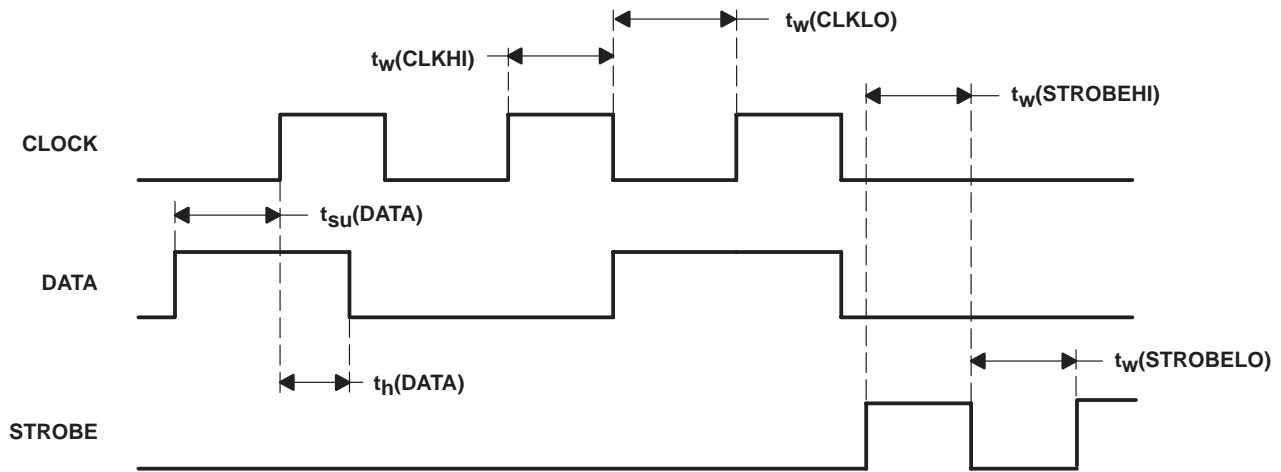 tw(CLKLO)
tw(CLKHI)
tw(STROBEHI)
CLOCK
tsu(DATA)
DATA
tw(STROBELO)
th(DATA)
STROBE